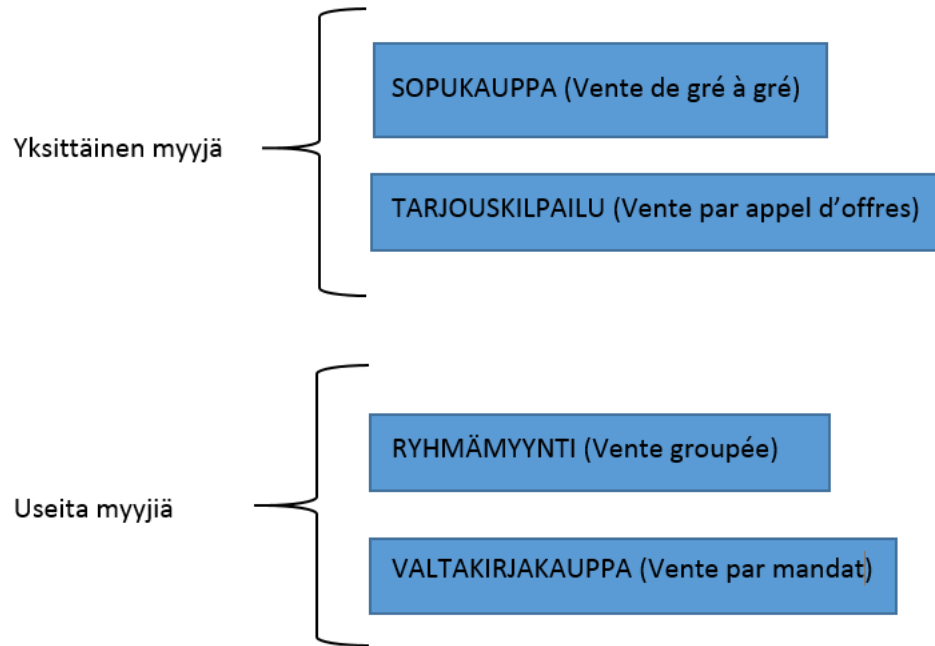 SOPUKAUPPA (Vente de gré à gré)
Yksittäinen myyjä
TARJOUSKILPAILU (Vente par appel d’offres)
RYHMÄMYYNTI (Vente groupée)
Useita myyjiä
VALTAKIRJAKAUPPA (Vente par mandat)